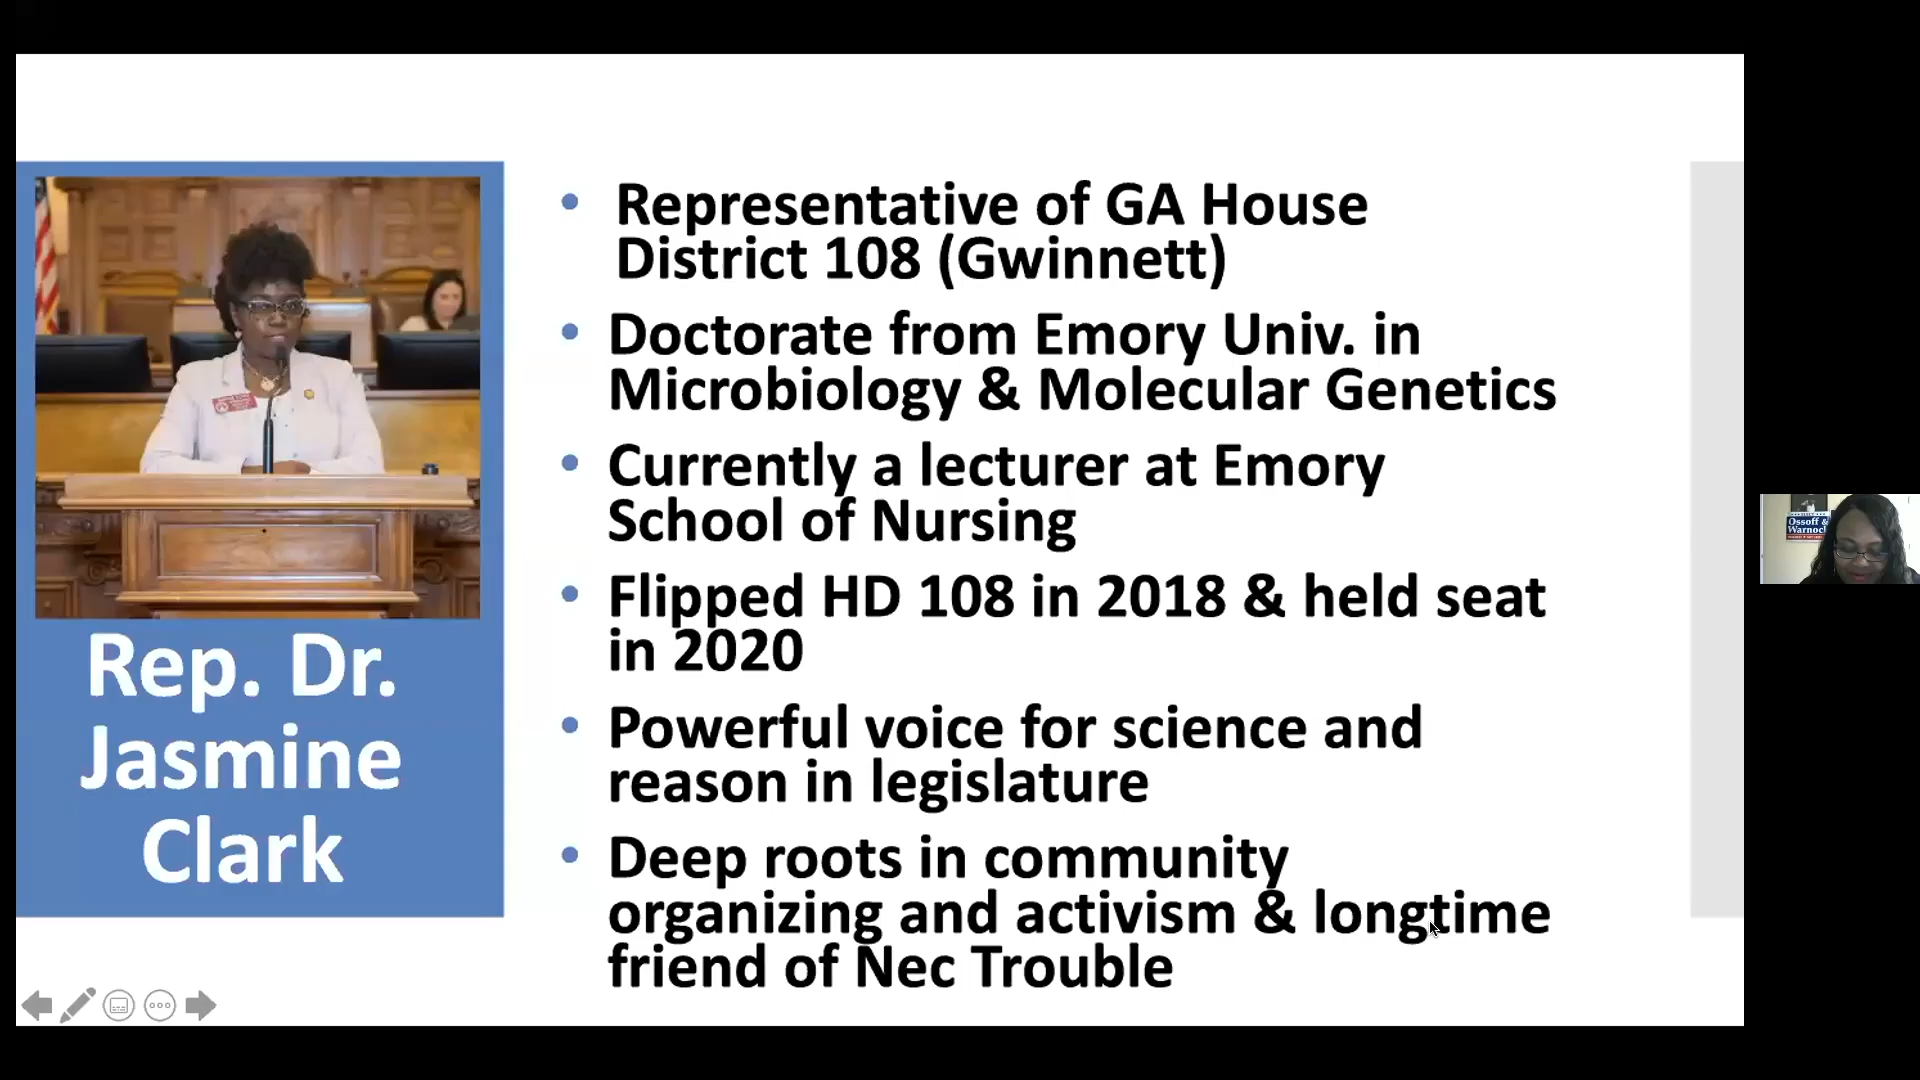 Representative of GA House
District 108 (Gwinnett)
Doctorate from Emory Univ. in
Microbiology & Molecular Genetics
Currently a lecturer at Emory
School of Nursing
Flipped HD 108 in 2018 & held seat
in 2020
Powerful voice for science and
reason in legislature
Deep roots in community
organizing and activism & longtime
friend of Nec Trouble
Rep. Dr.
Jasmine
Clark
Ossoff &